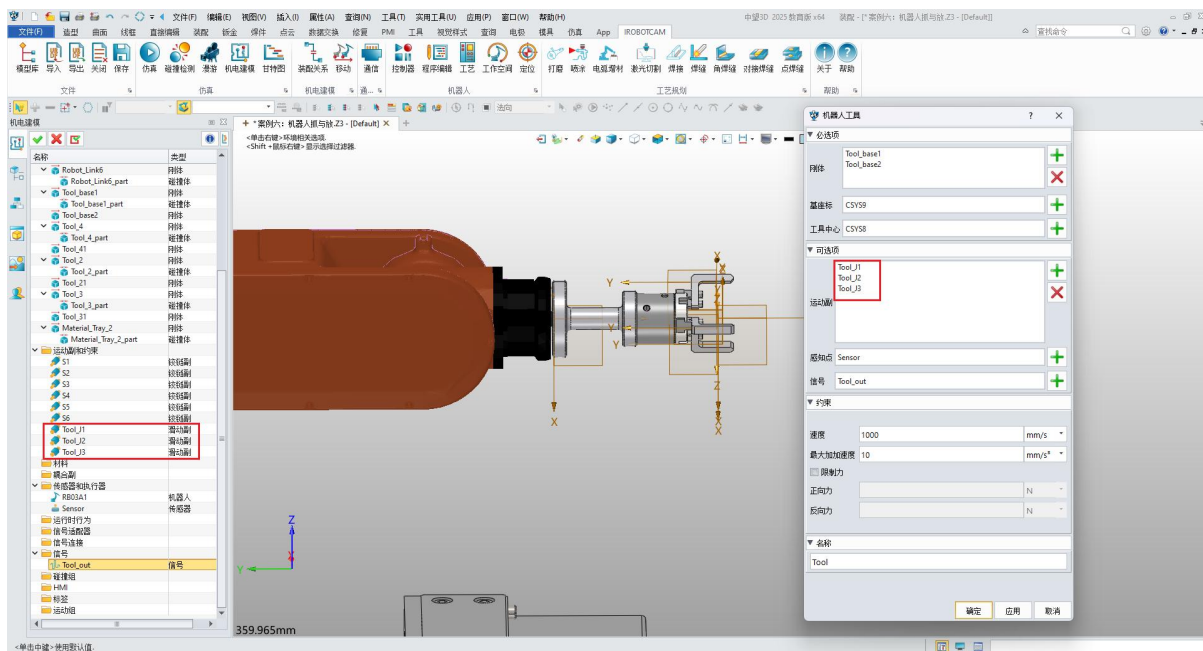 文件(F) 编辑(E) 视图(V) 插入(I) 属性(A) 查询(N) 工具(T) 实用工具(U) 应用(P) 窗口(W) 帮助(H) 中望3D 2025 教育版 x64 装配 - [* 案例六：机器人抓与放.Z3 - [Default]]
文件(F) 造型 曲面 线框 直接编辑 装配 钣金 焊件 点云 数据交换 修复 PMI 工具 视觉样式 查询 电极 模具 仿真 App IROBOTCAM 查找命令
模型库 导入 导出 关闭 保存 仿真 碰撞检测 漫游 机电建模 甘特图 装配关系 移动 通信 控制器 程序编辑 工艺 工作空间 定位 打磨 喷涂 电弧增材 激光切割 焊接 焊缝 角焊缝 对接焊缝 点焊缝 关于 帮助
文件 仿真 机电建模 通... 机器人 工艺规划 帮助
法向
机电建模
* 案例六：机器人抓与放.Z3 - [Default]
<单击右键>环境相关选项.
<Shift +鼠标右键>显示选择过滤器.
名称 类型
Robot_Link6 刚体
Robot_Link6_part 碰撞体
Tool_base1 刚体
Tool_base1_part 碰撞体
Tool_base2 刚体
Tool_4 刚体
Tool_4_part 碰撞体
Tool_41 刚体
Tool_2 刚体
Tool_2_part 碰撞体
Tool_21 刚体
Tool_3 刚体
Tool_3_part 碰撞体
Tool_31 刚体
Material_Tray_2 刚体
Material_Tray_2_part 碰撞体
运动副和约束
S1 铰链副
S2 铰链副
S3 铰链副
S4 铰链副
S5 铰链副
S6 铰链副
Tool_J1 滑动副
Tool_J2 滑动副
Tool_J3 滑动副
材料
耦合副
传感器和执行器
RB03A1 机器人
Sensor 传感器
运行时行为
信号适配器
信号连接
信号
Tool_out 信号
碰撞组
HMI
标签
运动组
X
Y
Y
Y
X
Z
X
Z
X
Y
359.965mm
机器人工具 ? ×
必选项
刚体
Tool_base1
Tool_base2
基座标 CSYS9
工具中心 CSYS8
可选项
运动副
Tool_J1
Tool_J2
Tool_J3
感知点 Sensor
信号 Tool_out
约束
速度 1000 mm/s
最大加加速度 10 mm/s³
限制力
正向力 N
反向力 N
名称
Tool
确定 应用 取消
<单击中键>使用默认值.